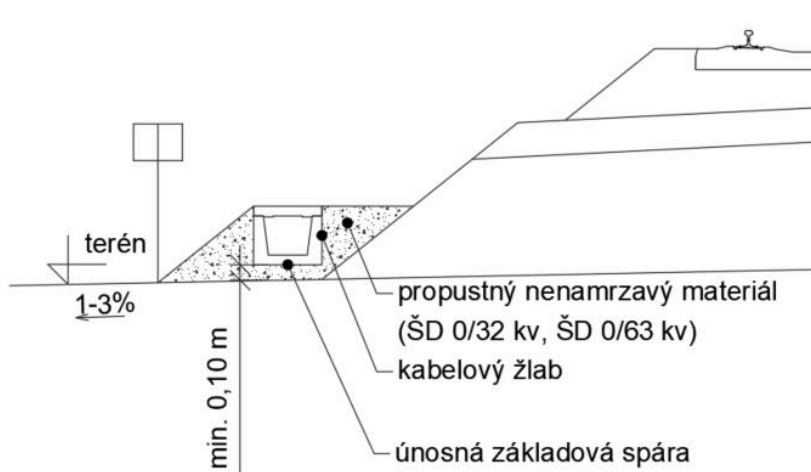 terén
1-3%
min. 0,10 m
propustný nenamrzavý materiál
(ŠD 0/32 kv, ŠD 0/63 kv)
kabelový žlab
únosná základová spára